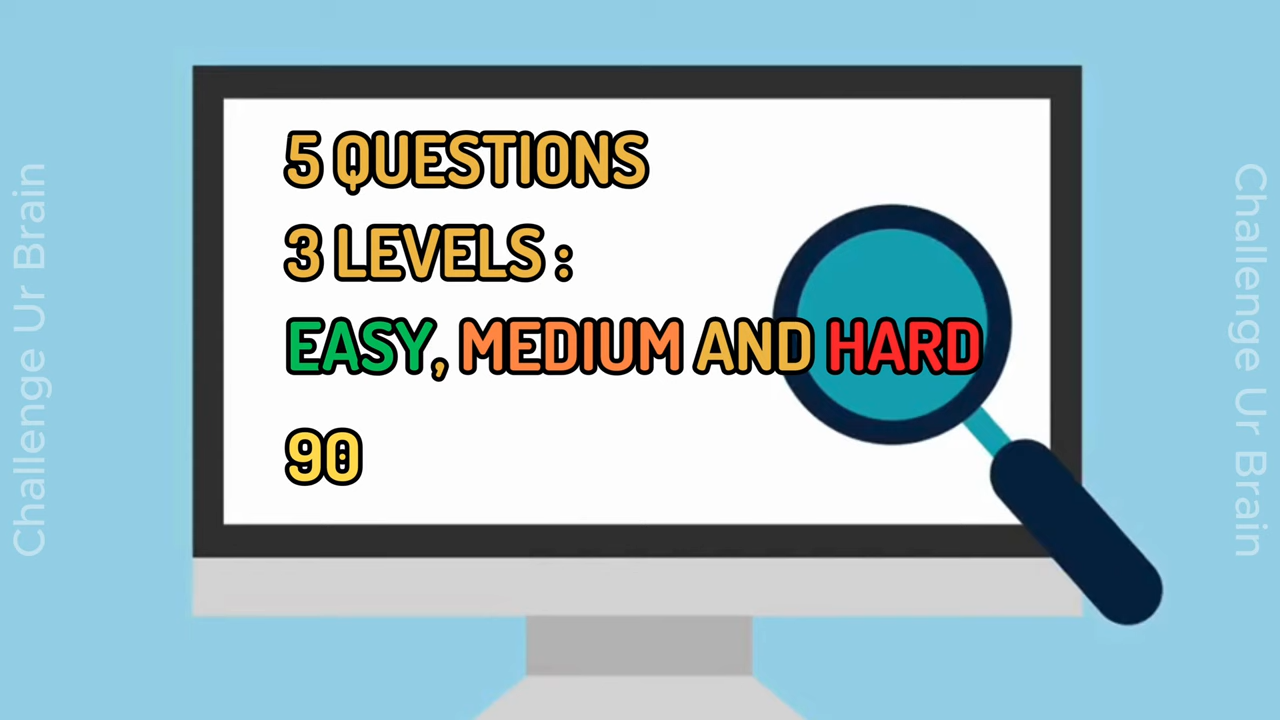 5 QUESTIONS
3 LEVELS :
EASY, MEDIUM AND HARD
90
Challenge Ur Brain
Challenge Ur Brain